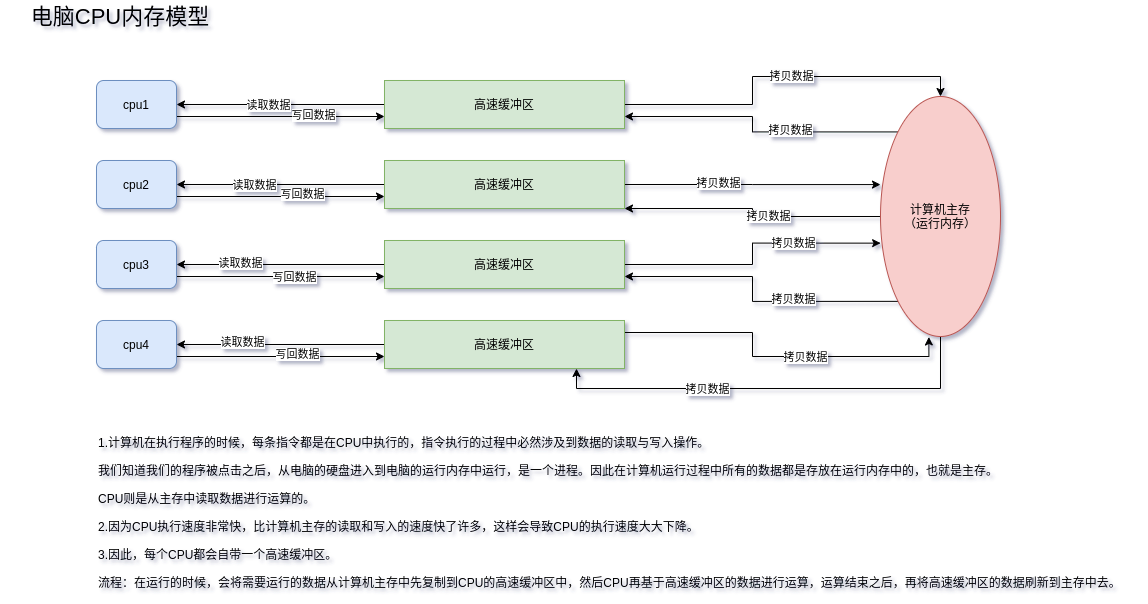 电脑CPU内存模型
拷贝数据
cpu1
读取数据
写回数据
高速缓冲区
拷贝数据
cpu2
读取数据
写回数据
高速缓冲区
拷贝数据
拷贝数据
计算机主存
（运行内存）
cpu3
读取数据
写回数据
高速缓冲区
拷贝数据
拷贝数据
cpu4
读取数据
写回数据
高速缓冲区
拷贝数据
拷贝数据
1.计算机在执行程序的时候，每条指令都是在CPU中执行的，指令执行的过程中必然涉及到数据的读取与写入操作。
我们知道我们的程序被点击之后，从电脑的硬盘进入到电脑的运行内存中运行，是一个进程。因此在计算机运行过程中所有的数据都是存放在运行内存中的，也就是主存。
CPU则是从主存中读取数据进行运算的。
2.因为CPU执行速度非常快，比计算机主存的读取和写入的速度快了许多，这样会导致CPU的执行速度大大下降。
3.因此，每个CPU都会自带一个高速缓冲区。
流程：在运行的时候，会将需要运行的数据从计算机主存中先复制到CPU的高速缓冲区中，然后CPU再基于高速缓冲区的数据进行运算，运算结束之后，再将高速缓冲区的数据刷新到主存中去。